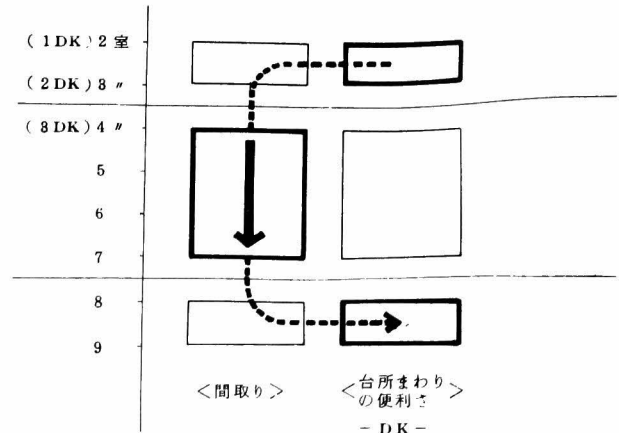 (1DK)2室
(2DK)3〃
(3DK)4〃
5
6
7
8
9
<間取り>
<台所まわり
の便利さ>
-DK-